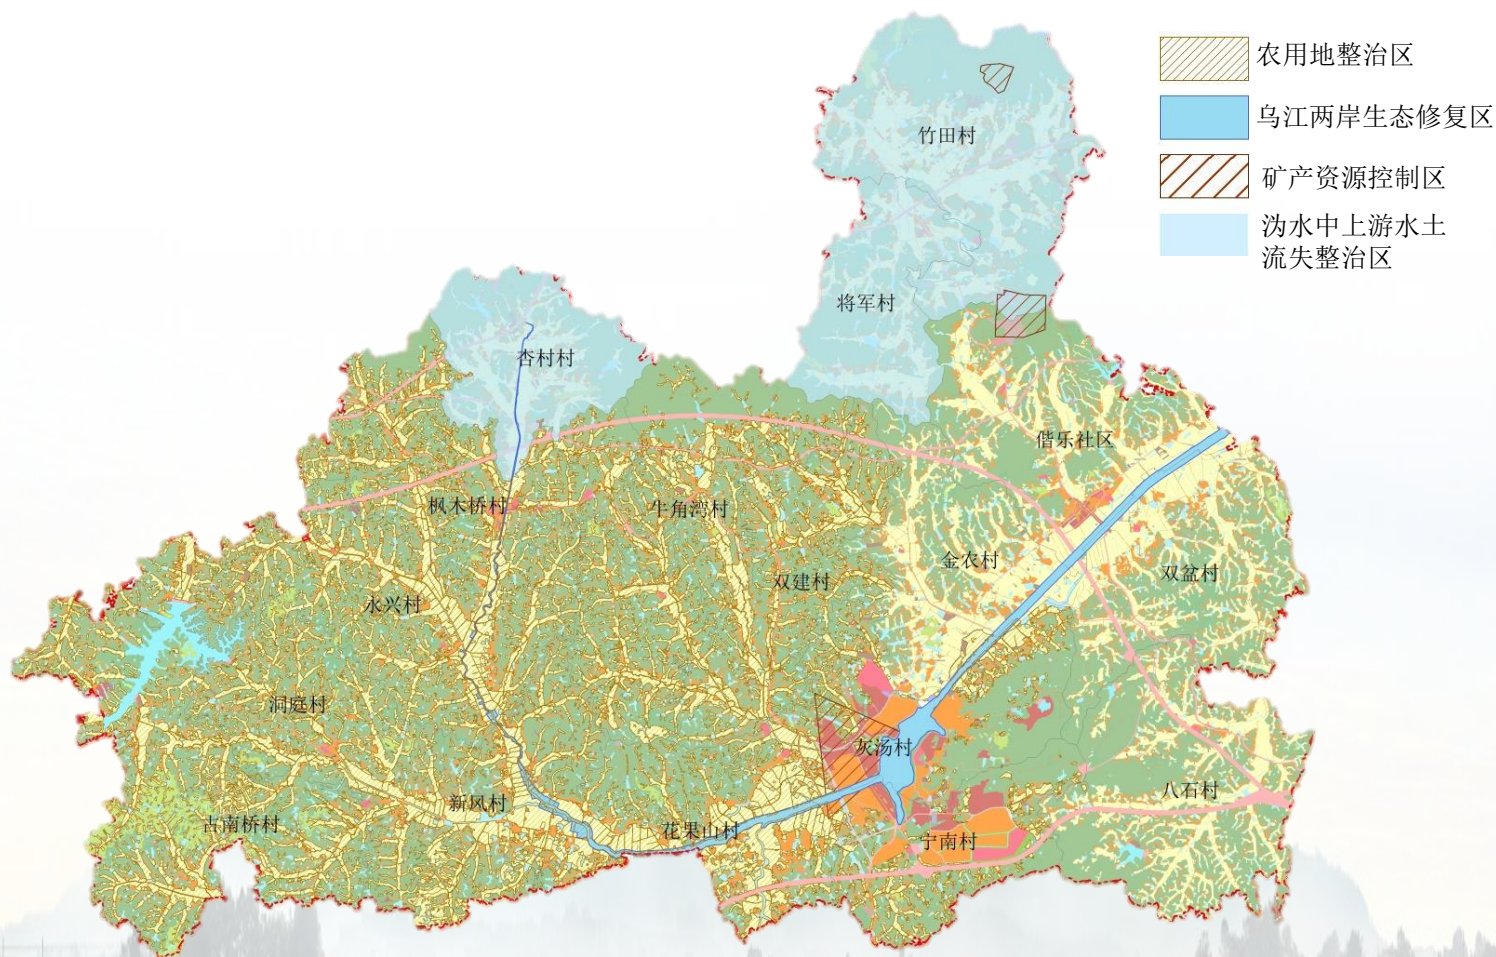 农用地整治区
乌江两岸生态修复区
矿产资源控制区
沩水中上游水土
流失整治区
竹田村
将军村
杏村村
偕乐社区
枫木桥村
牛角湾村
金农村
双盆村
双建村
永兴村
洞庭村
灰汤村
八石村
新风村
古南桥村
花果山村
宁南村